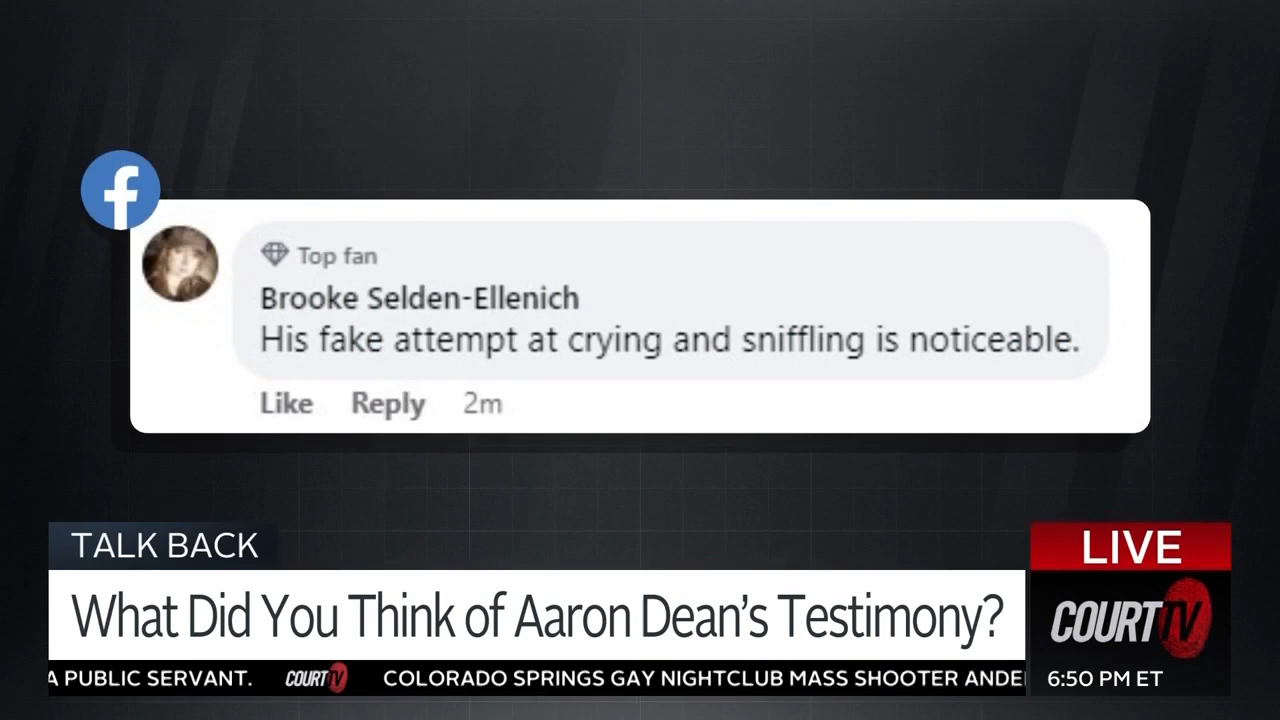 f
Top fan
Brooke Selden-Ellenich
His fake attempt at crying and sniffling is noticeable.
Like Reply 2m
TALK BACK
LIVE
What Did You Think of Aaron Dean's Testimony?
COURT TV
A PUBLIC SERVANT. COURT TV COLORADO SPRINGS GAY NIGHTCLUB MASS SHOOTER ANDE
6:50 PM ET